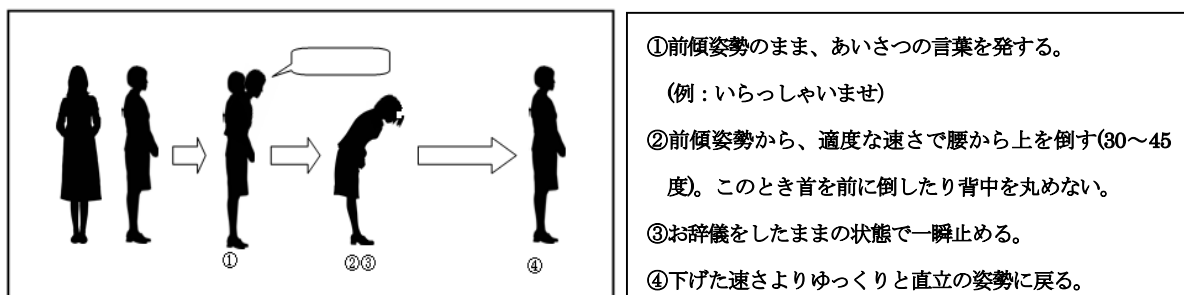 ①
②③
④
①前傾姿勢のまま、あいさつの言葉を発する。
(例：いらっしゃいませ)
②前傾姿勢から、適度な速さで腰から上を倒す(30～45
度)。このとき首を前に倒したり背中を丸めない。
③お辞儀をしたままの状態で一瞬止める。
④下げた速さよりゆっくりと直立の姿勢に戻る。